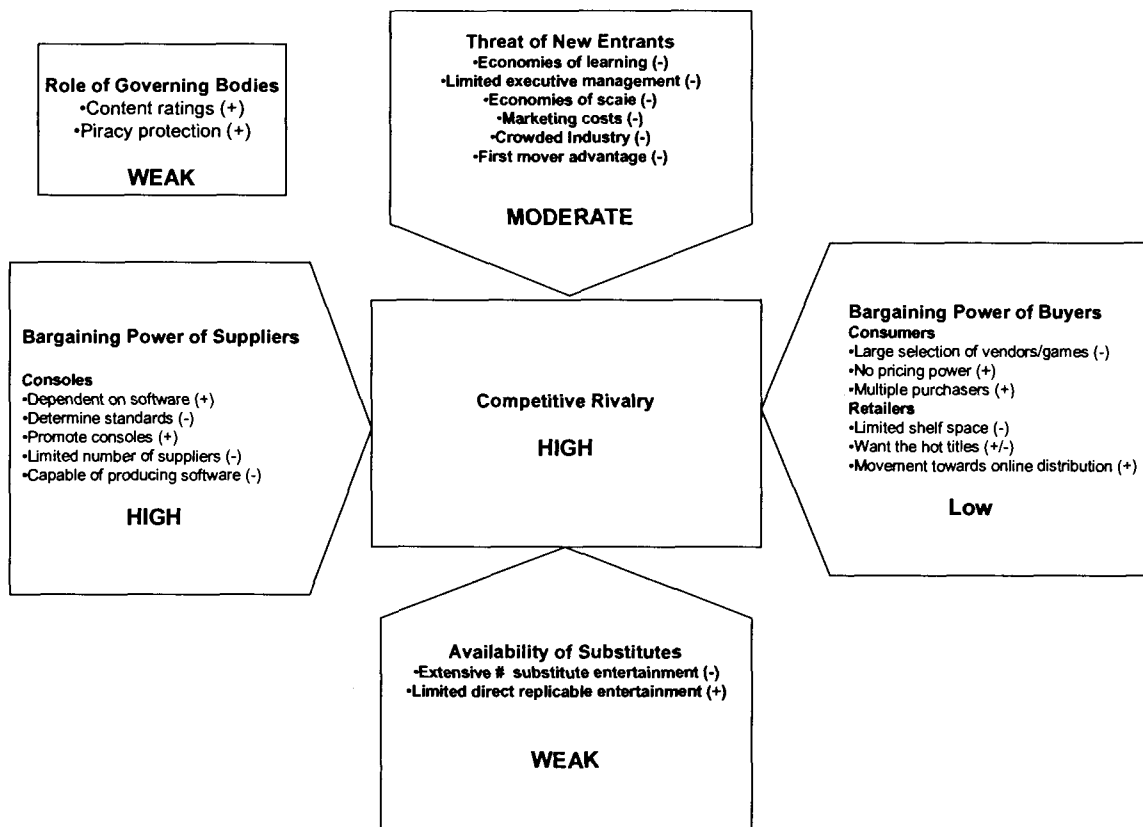 Role of Governing Bodies
•Content ratings (+)
•Piracy protection (+)
WEAK
Threat of New Entrants
•Economies of learning (-)
•Limited executive management (-)
•Economies of scale (-)
•Marketing costs (-)
•Crowded Industry (-)
•First mover advantage (-)
MODERATE
Bargaining Power of Suppliers
Consoles
•Dependent on software (+)
•Determine standards (-)
•Promote consoles (+)
•Limited number of suppliers (-)
•Capable of producing software (-)
HIGH
Competitive Rivalry
HIGH
Bargaining Power of Buyers
Consumers
•Large selection of vendors/games (-)
•No pricing power (+)
•Multiple purchasers (+)
Retailers
•Limited shelf space (-)
•Want the hot titles (+/-)
•Movement towards online distribution (+)
Low
Availability of Substitutes
•Extensive # substitute entertainment (-)
•Limited direct replicable entertainment (+)
WEAK